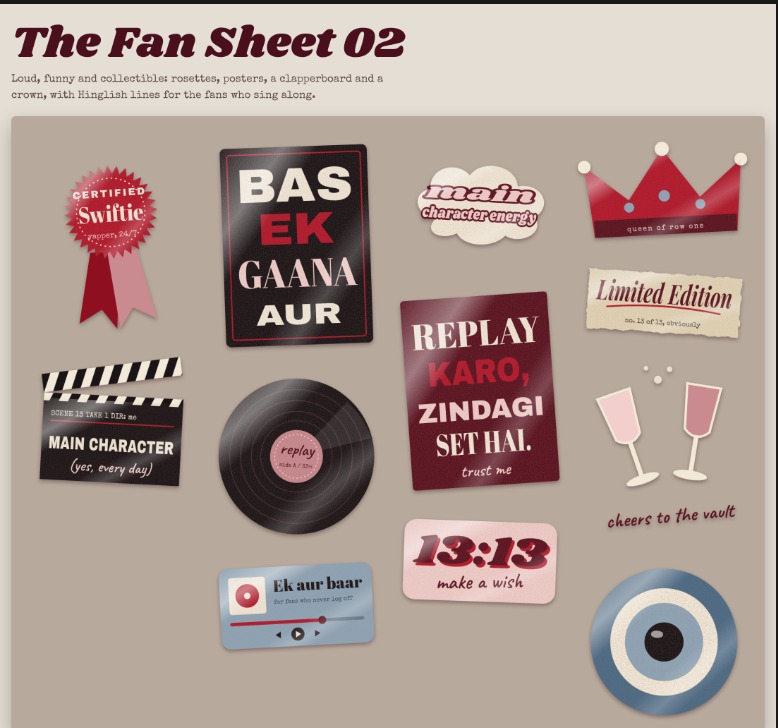 The Fan Sheet 02
Loud, funny and collectible: rosettes, posters, a clapperboard and a
crown, with Hinglish lines for the fans who sing along.
CERTIFIED
Swiftie
yapper, 24/7
BAS
EK
GAANA
AUR
main
character energy
queen of row one
Limited Edition
no. 13 of 13, obviously
REPLAY
KARO,
ZINDAGI
SET HAI.
trust me
SCENE 13 TAKE 1 DIR: me
MAIN CHARACTER
(yes, every day)
replay
side A / 33⅓
cheers to the vault
13:13
make a wish
Ek aur baar
for fans who never log off